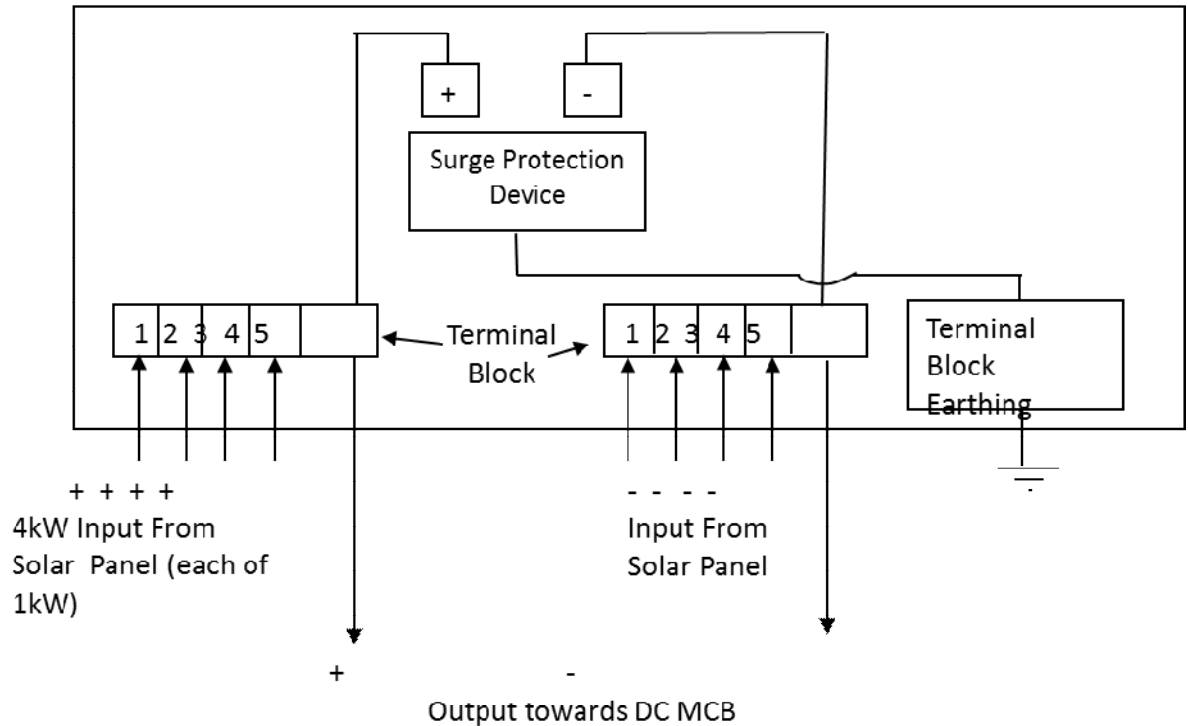 + -
Surge Protection
Device
1 2 3 4 5
Terminal
Block
1 2 3 4 5
Terminal
Block
Earthing
+ + + +
4kW Input From
Solar Panel (each of
1kW)
- - - -
Input From
Solar Panel
+ -
Output towards DC MCB